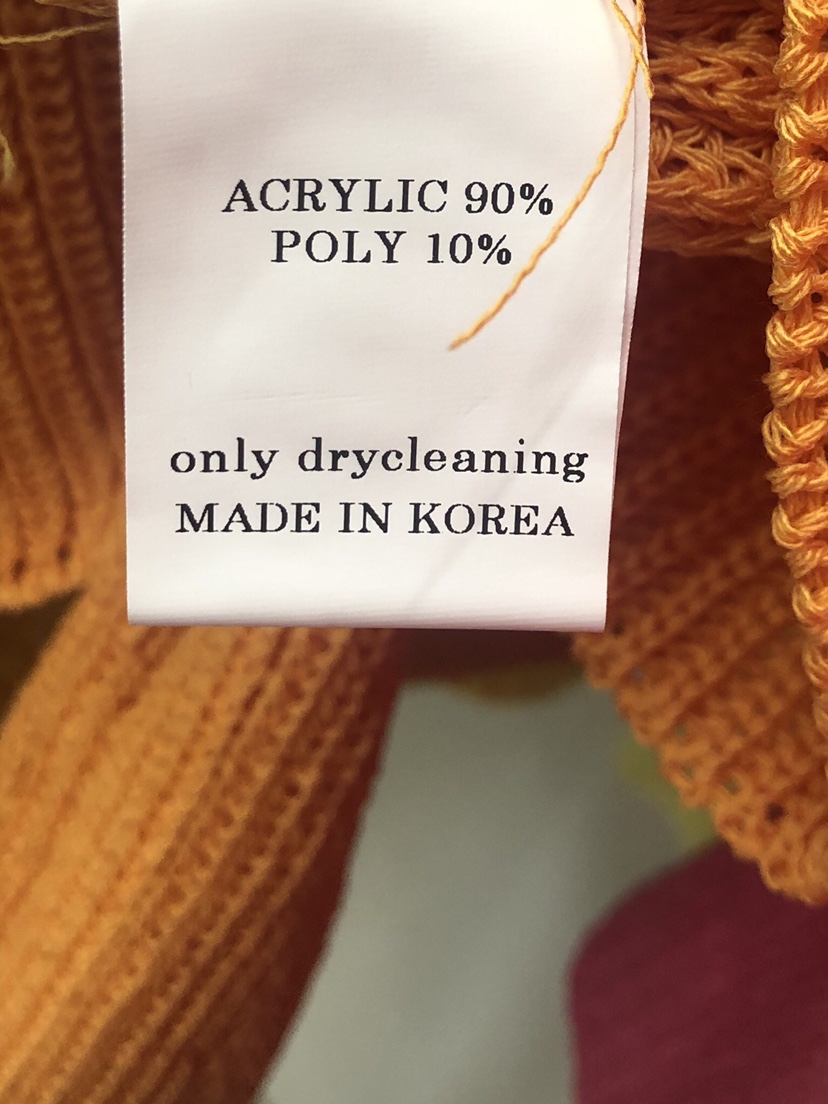 ACRYLIC 90%
POLY 10%
only drycleaning
MADE IN KOREA